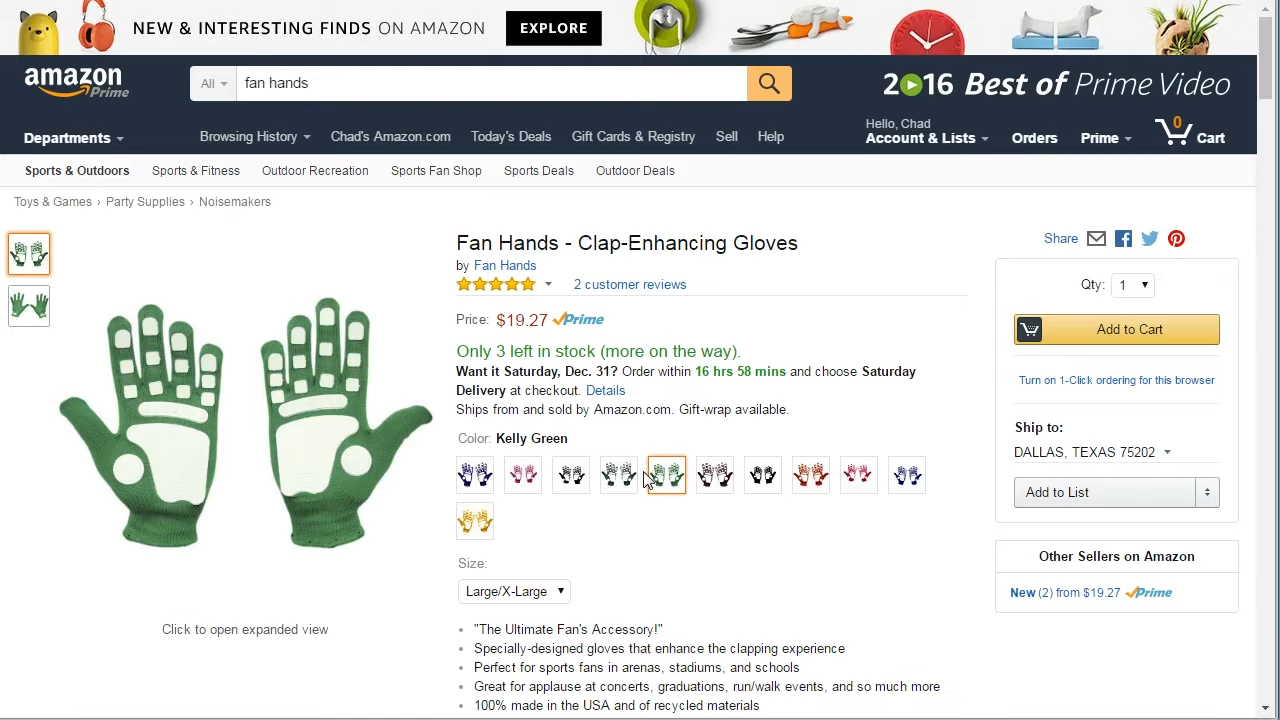 NEW & INTERESTING FINDS ON AMAZON EXPLORE
amazon Prime
All fan hands
2016 Best of Prime Video
Departments
Browsing History Chad's Amazon.com Today's Deals Gift Cards & Registry Sell Help
Hello, Chad
Account & Lists Orders Prime 0 Cart
Sports & Outdoors Sports & Fitness Outdoor Recreation Sports Fan Shop Sports Deals Outdoor Deals
Toys & Games › Party Supplies › Noisemakers
Fan Hands - Clap-Enhancing Gloves
by Fan Hands
2 customer reviews
Price: $19.27 Prime
Only 3 left in stock (more on the way).
Want it Saturday, Dec. 31? Order within 16 hrs 58 mins and choose Saturday
Delivery at checkout. Details
Ships from and sold by Amazon.com. Gift-wrap available.
Color: Kelly Green
Size:
Large/X-Large
• "The Ultimate Fan's Accessory!"
• Specially-designed gloves that enhance the clapping experience
• Perfect for sports fans in arenas, stadiums, and schools
• Great for applause at concerts, graduations, run/walk events, and so much more
• 100% made in the USA and of recycled materials
Click to open expanded view
Share
Qty: 1
Add to Cart
Turn on 1-Click ordering for this browser
Ship to:
DALLAS, TEXAS 75202
Add to List
Other Sellers on Amazon
New (2) from $19.27 Prime